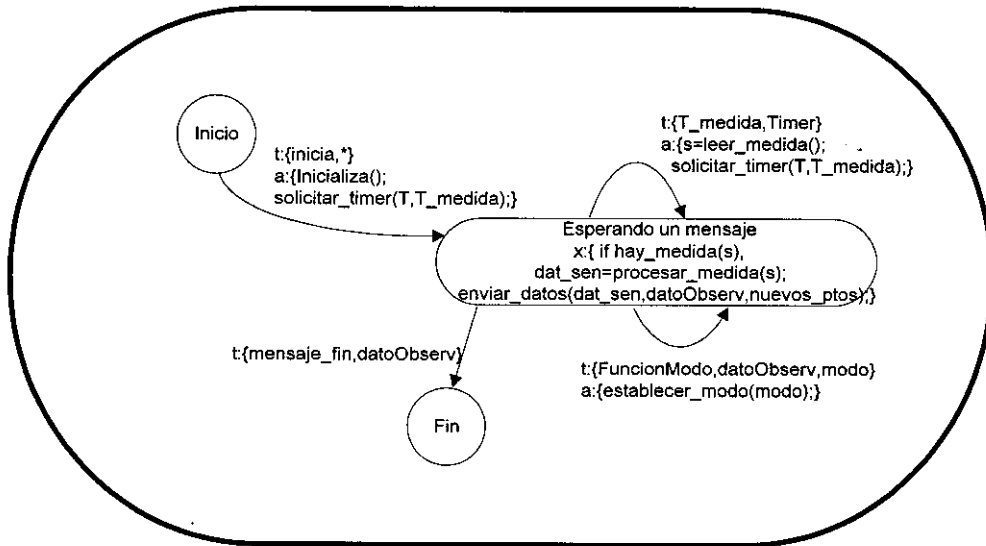 Inicio
t:{inicia,*}
a:{Inicializa();
solicitar_timer(T,T_medida);}
t:{T_medida,Timer}
a:{s=leer_medida();
solicitar_timer(T,T_medida);}
Esperando un mensaje
x:{ if hay_medida(s),
dat_sen=procesar_medida(s);
enviar_datos(dat_sen,datoObserv,nuevos_ptos);}
t:{mensaje_fin,datoObserv}
t:{FuncionModo,datoObserv,modo}
a:{establecer_modo(modo);}
Fin